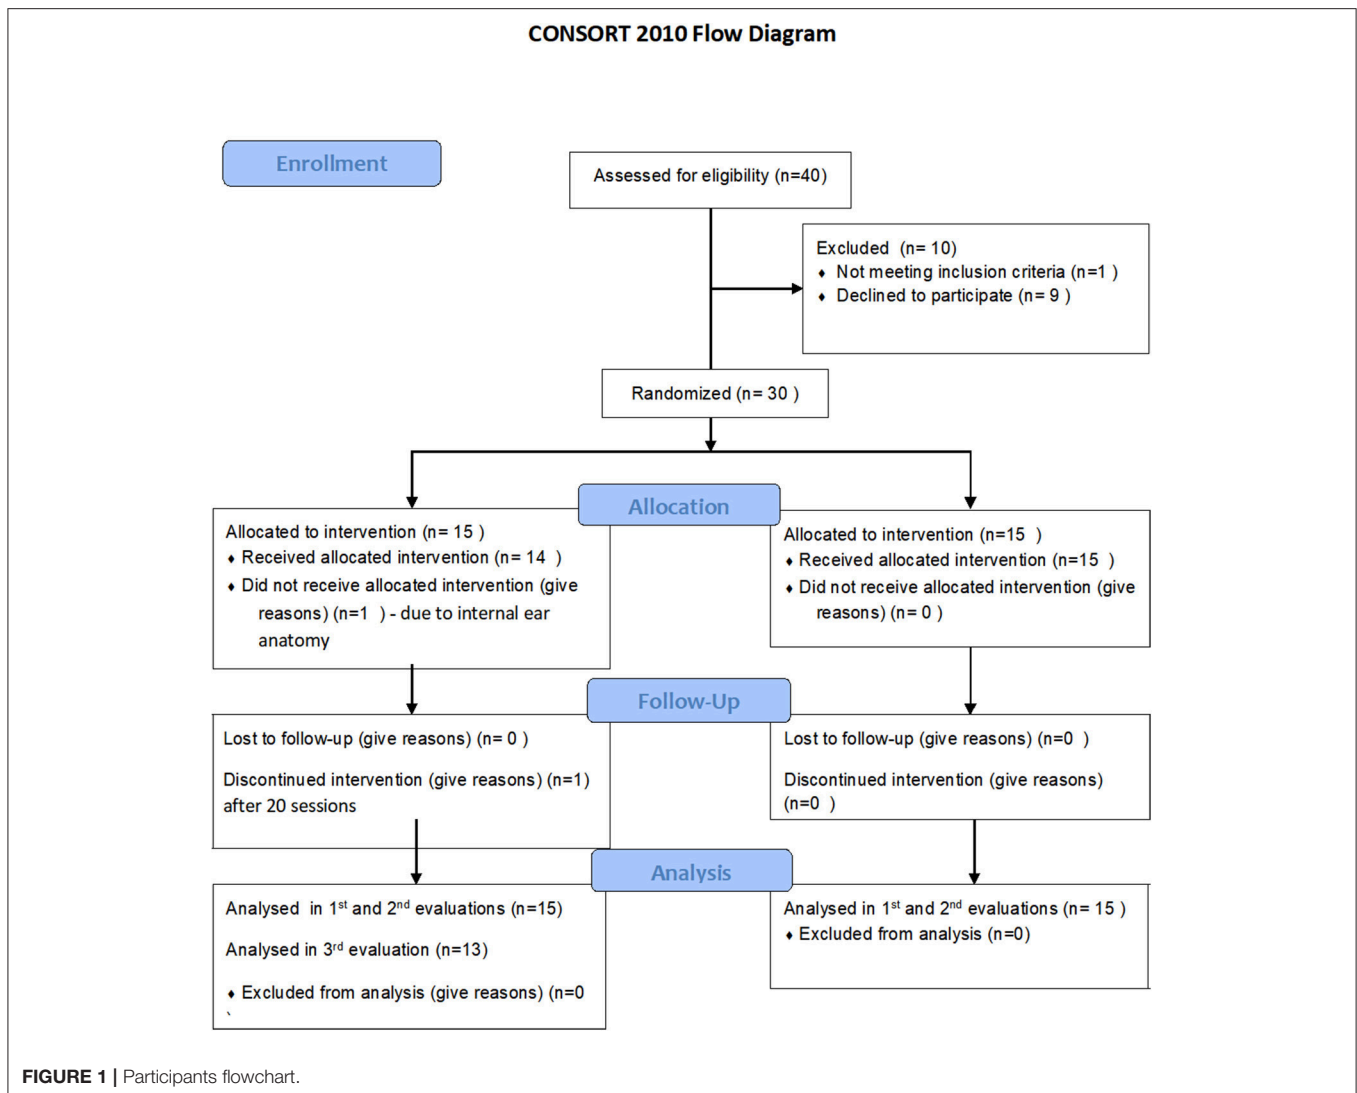 CONSORT 2010 Flow Diagram
Enrollment
Assessed for eligibility (n=40)
Excluded (n= 10)
♦ Not meeting inclusion criteria (n=1 )
♦ Declined to participate (n= 9 )
Randomized (n= 30 )
Allocation
Allocated to intervention (n= 15 )
♦ Received allocated intervention (n= 14 )
♦ Did not receive allocated intervention (give
reasons) (n=1 ) - due to internal ear
anatomy
Allocated to intervention (n=15 )
♦ Received allocated intervention (n=15 )
♦ Did not receive allocated intervention (give
reasons) (n= 0 )
Follow-Up
Lost to follow-up (give reasons) (n= 0 )
Discontinued intervention (give reasons) (n=1)
after 20 sessions
Lost to follow-up (give reasons) (n=0 )
Discontinued intervention (give reasons)
(n=0 )
Analysis
Analysed in 1st and 2nd evaluations (n=15)
Analysed in 3rd evaluation (n=13)
♦ Excluded from analysis (give reasons) (n=0
Analysed in 1st and 2nd evaluations (n= 15 )
♦ Excluded from analysis (n=0)
FIGURE 1 | Participants flowchart.